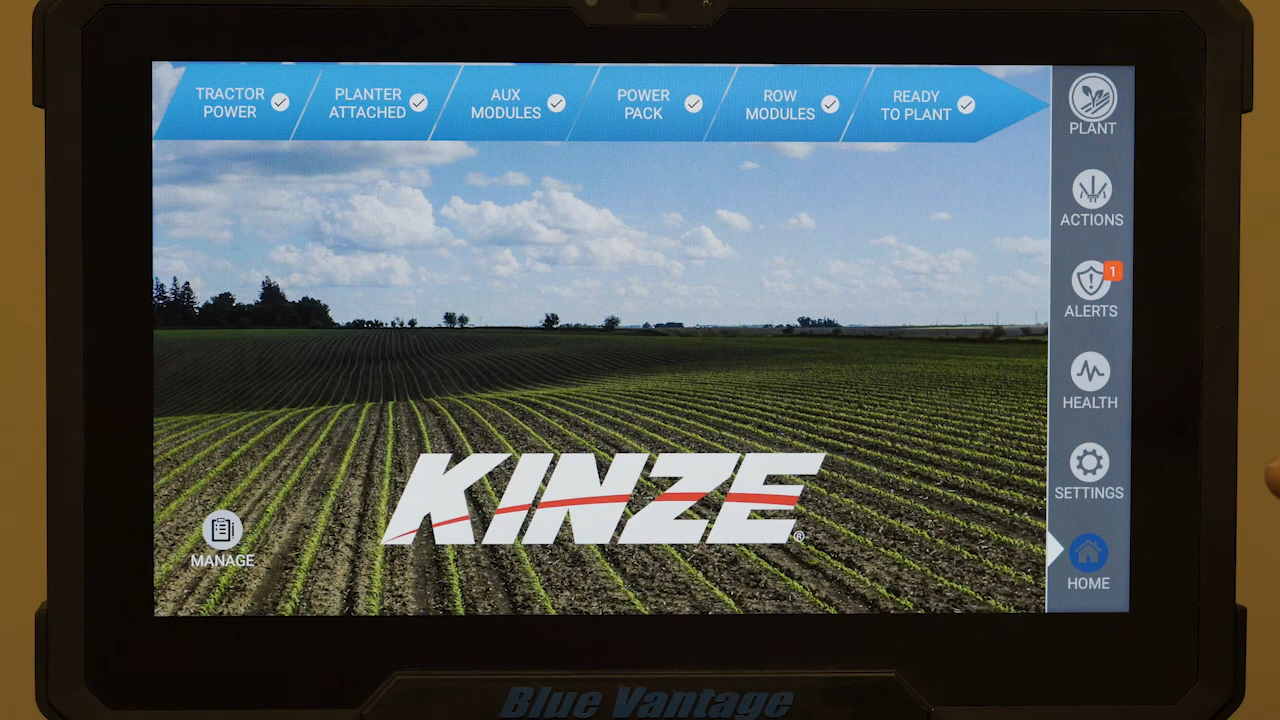 TRACTOR
POWER
PLANTER
ATTACHED
AUX
MODULES
POWER
PACK
ROW
MODULES
READY
TO PLANT
PLANT
ACTIONS
1
ALERTS
HEALTH
SETTINGS
HOME
MANAGE
KINZE®
Blue Vantage